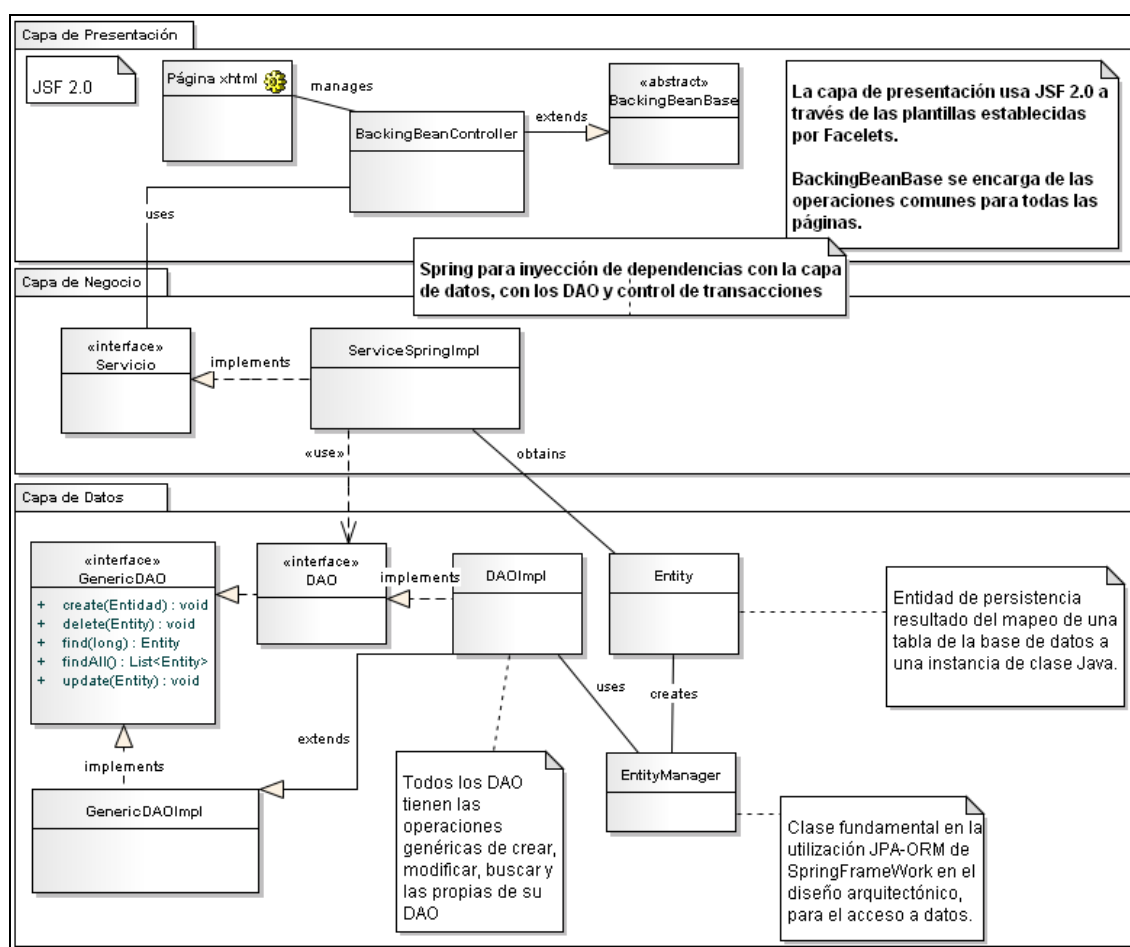 Capa de Presentación
JSF 2.0
Página xhtml
manages
BackingBeanController
extends
«abstract»
BackingBeanBase
La capa de presentación usa JSF 2.0 a
través de las plantillas establecidas
por Facelets.
BackingBeanBase se encarga de las
operaciones comunes para todas las
páginas.
uses
Spring para inyección de dependencias con la capa
de datos, con los DAO y control de transacciones
Capa de Negocio
«interface»
Servicio
implements
ServiceSpringImpl
«use»
obtains
Capa de Datos
«interface»
GenericDAO
+ create(Entidad) : void
+ delete(Entity) : void
+ find(long) : Entity
+ findAll() : List<Entity>
+ update(Entity) : void
«interface»
DAO
implements
DAOImpl
Entity
Entidad de persistencia
resultado del mapeo de una
tabla de la base de datos a
una instancia de clase Java.
uses
creates
extends
implements
GenericDAOImpl
Todos los DAO
tienen las
operaciones
genéricas de crear,
modificar, buscar y
las propias de su
DAO
EntityManager
Clase fundamental en la
utilización JPA-ORM de
SpringFrameWork en el
diseño arquitectónico,
para el acceso a datos.